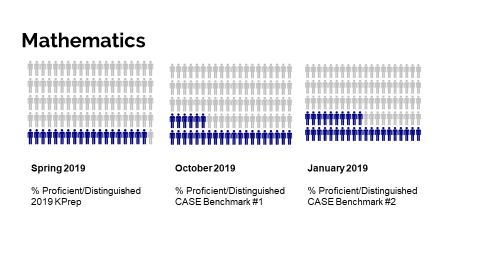 Mathematics
Spring 2019
% Proficient/Distinguished
2019 KPrep
October 2019
% Proficient/Distinguished
CASE Benchmark #1
January 2019
% Proficient/Distinguished
CASE Benchmark #2